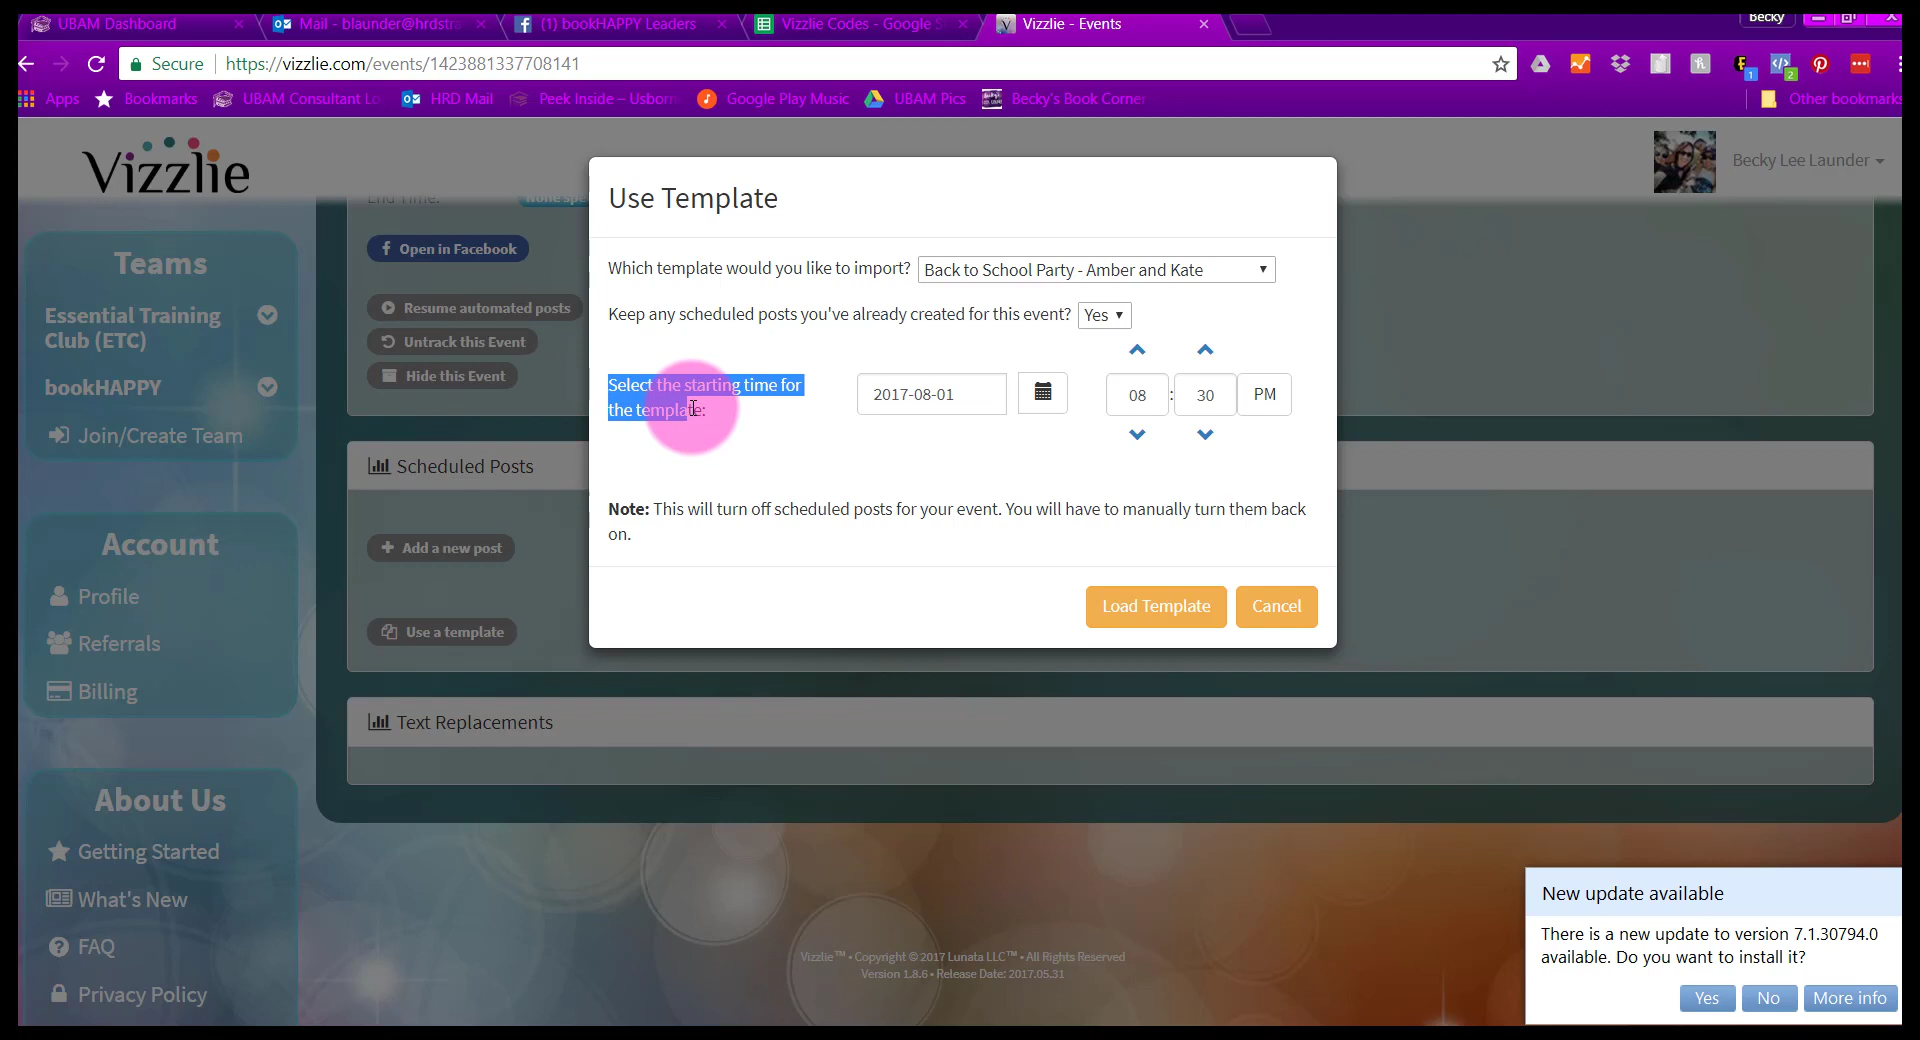 UBAM Dashboard
Mail - blaunder@hrdstra
(1) bookHAPPY Leaders
Vizzlie Codes - Google S
Vizzlie - Events
Becky
Secure
https://vizzlie.com/events/1423881337708141
Apps
Bookmarks
UBAM Consultant Lo
HRD Mail
Peek Inside – Usborn
Google Play Music
UBAM Pics
Becky's Book Corner
Other bookmarks
Vizzlie
Becky Lee Launder
End Time:
None spe
Open in Facebook
Resume automated posts
Untrack this Event
Hide this Event
Teams
Essential Training
Club (ETC)
bookHAPPY
Join/Create Team
Account
Profile
Referrals
Billing
About Us
Getting Started
What's New
FAQ
Privacy Policy
Scheduled Posts
Add a new post
Use a template
Text Replacements
Use Template
Which template would you like to import? Back to School Party - Amber and Kate
Keep any scheduled posts you've already created for this event? Yes
Select the starting time for
the template:
2017-08-01
08 : 30 PM
Note: This will turn off scheduled posts for your event. You will have to manually turn them back
on.
Load Template
Cancel
Vizzlie™ • Copyright © 2017 Lunata LLC™ • All Rights Reserved
Version 1.8.6 • Release Date: 2017.05.31
New update available
There is a new update to version 7.1.30794.0
available. Do you want to install it?
Yes
No
More info